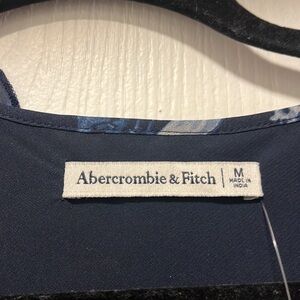 Abercrombie & Fitch
M
MADE IN
INDIA